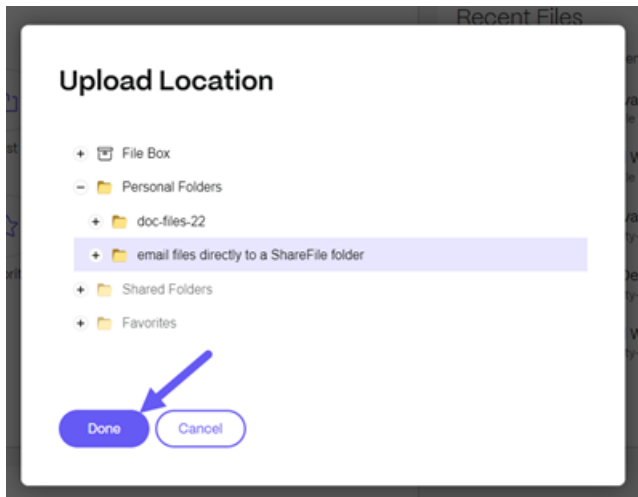 Recent Files
Upload Location
File Box
Personal Folders
doc-files-22
email files directly to a ShareFile folder
Shared Folders
Favorites
Done
Cancel